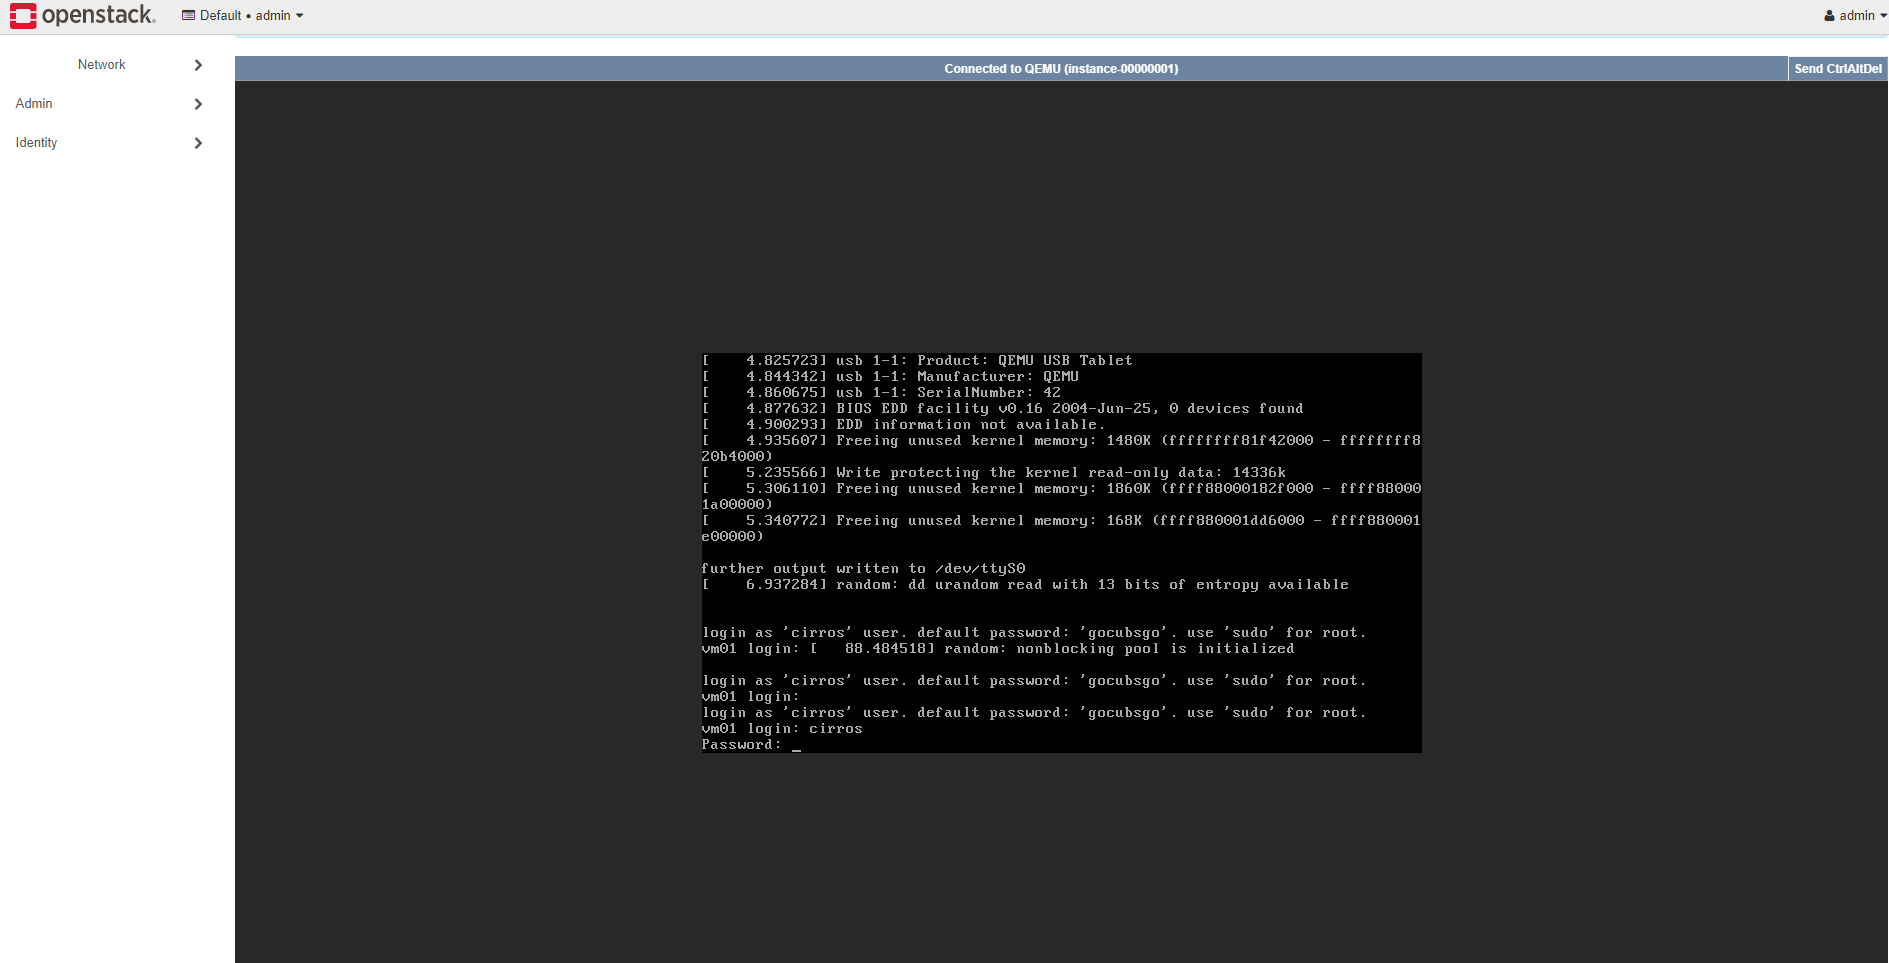 openstack.
Default • admin
admin
Network
Admin
Identity
Connected to QEMU (instance-00000001)
Send CtrlAltDel
[    4.825723] usb 1-1: Product: QEMU USB Tablet
[    4.844342] usb 1-1: Manufacturer: QEMU
[    4.860675] usb 1-1: SerialNumber: 42
[    4.877632] BIOS EDD facility v0.16 2004-Jun-25, 0 devices found
[    4.900293] EDD information not available.
[    4.935607] Freeing unused kernel memory: 1480K (ffffffff81f42000 - ffffffff8
20b4000)
[    5.235566] Write protecting the kernel read-only data: 14336k
[    5.306110] Freeing unused kernel memory: 1860K (ffff88000182f000 - ffff88000
1a00000)
[    5.340772] Freeing unused kernel memory: 168K (ffff880001dd6000 - ffff880001
e00000)
further output written to /dev/ttyS0
[    6.937284] random: dd urandom read with 13 bits of entropy available
login as 'cirros' user. default password: 'gocubsgo'. use 'sudo' for root.
vm01 login: [   88.484518] random: nonblocking pool is initialized
login as 'cirros' user. default password: 'gocubsgo'. use 'sudo' for root.
vm01 login:
login as 'cirros' user. default password: 'gocubsgo'. use 'sudo' for root.
vm01 login: cirros
Password: _